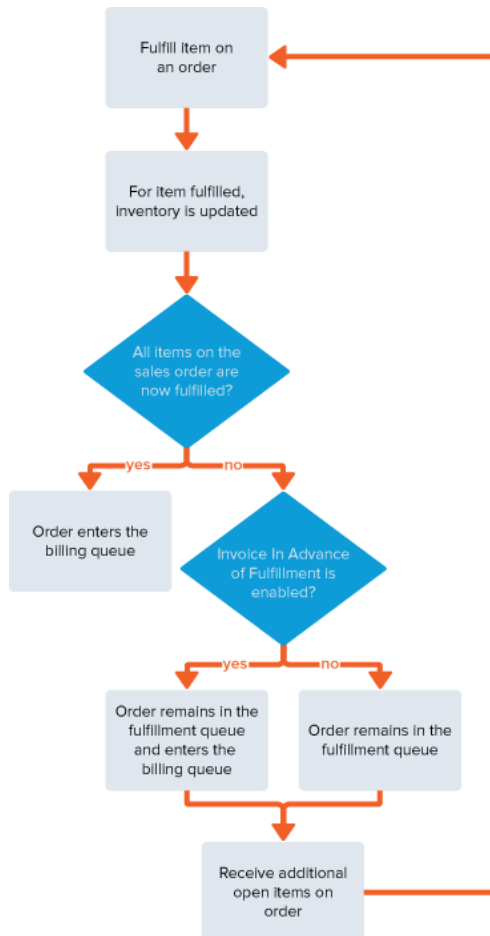 Fulfill item on
an order
For item fulfilled,
inventory is updated
All items on the
sales order are
now fulfilled?
yes
no
Order enters the
billing queue
Invoice In Advance
of Fulfillment is
enabled?
yes
no
Order remains in the
fulfillment queue
and enters the
billing queue
Order remains in the
fulfillment queue
Receive additional
open items on
order